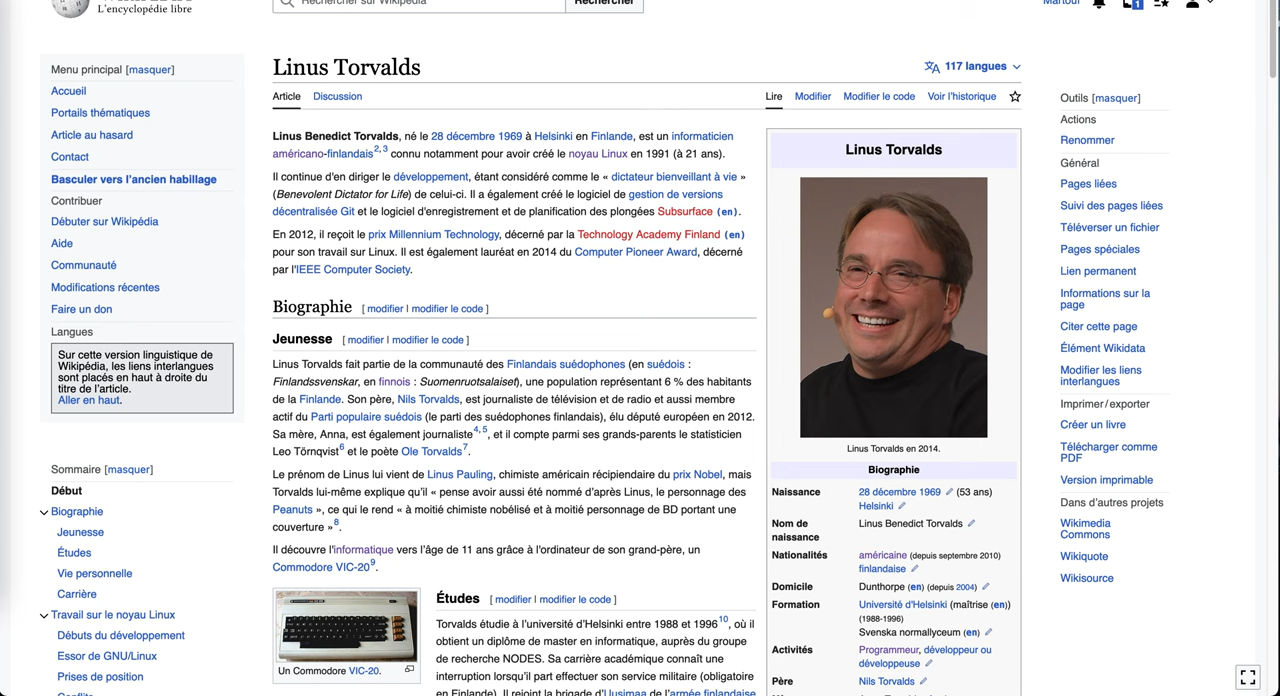 L'encyclopédie libre
Rechercher sur Wikipédia
Rechercher
Martouf
1
Menu principal [masquer]
Accueil
Portails thématiques
Article au hasard
Contact
Basculer vers l'ancien habillage
Contribuer
Débuter sur Wikipédia
Aide
Communauté
Modifications récentes
Faire un don
Langues
Sur cette version linguistique de
Wikipédia, les liens interlangues
sont placés en haut à droite du
titre de l'article.
Aller en haut.
Sommaire [masquer]
Début
Biographie
Jeunesse
Études
Vie personnelle
Carrière
Travail sur le noyau Linux
Débuts du développement
Essor de GNU/Linux
Prises de position
Linus Torvalds
117 langues
Article Discussion
Lire Modifier Modifier le code Voir l'historique
Linus Benedict Torvalds, né le 28 décembre 1969 à Helsinki en Finlande, est un informaticien
américano-finlandais2, 3 connu notamment pour avoir créé le noyau Linux en 1991 (à 21 ans).
Il continue d'en diriger le développement, étant considéré comme le « dictateur bienveillant à vie »
(Benevolent Dictator for Life) de celui-ci. Il a également créé le logiciel de gestion de versions
décentralisée Git et le logiciel d'enregistrement et de planification des plongées Subsurface (en).
En 2012, il reçoit le prix Millennium Technology, décerné par la Technology Academy Finland (en)
pour son travail sur Linux. Il est également lauréat en 2014 du Computer Pioneer Award, décerné
par l'IEEE Computer Society.
Biographie [ modifier | modifier le code ]
Jeunesse [ modifier | modifier le code ]
Linus Torvalds fait partie de la communauté des Finlandais suédophones (en suédois :
Finlandssvenskar, en finnois : Suomenruotsalaiset), une population représentant 6 % des habitants
de la Finlande. Son père, Nils Torvalds, est journaliste de télévision et de radio et aussi membre
actif du Parti populaire suédois (le parti des suédophones finlandais), élu député européen en 2012.
Sa mère, Anna, est également journaliste4, 5, et il compte parmi ses grands-parents le statisticien
Leo Törnqvist6 et le poète Ole Torvalds7.
Le prénom de Linus lui vient de Linus Pauling, chimiste américain récipiendaire du prix Nobel, mais
Torvalds lui-même explique qu'il « pense avoir aussi été nommé d'après Linus, le personnage des
Peanuts », ce qui le rend « à moitié chimiste nobélisé et à moitié personnage de BD portant une
couverture »8.
Il découvre l'informatique vers l'âge de 11 ans grâce à l'ordinateur de son grand-père, un
Commodore VIC-209.
Un Commodore VIC-20.
Études [ modifier | modifier le code ]
Torvalds étudie à l'université d'Helsinki entre 1988 et 199610, où il
obtient un diplôme de master en informatique, auprès du groupe
de recherche NODES. Sa carrière académique connaît une
interruption lorsqu'il part effectuer son service militaire (obligatoire
en Finlande). Il rejoint la brigade d'Uusimaa de l'armée finlandaise
Linus Torvalds
Linus Torvalds en 2014.
Biographie
Naissance 28 décembre 1969 (53 ans)
Helsinki
Nom de naissance Linus Benedict Torvalds
Nationalités américaine (depuis septembre 2010)
finlandaise
Domicile Dunthorpe (en) (depuis 2004)
Formation Université d'Helsinki (maîtrise (en))
(1988-1996)
Svenska normallyceum (en)
Activités Programmeur, développeur ou
développeuse
Père Nils Torvalds
Outils [masquer]
Actions
Renommer
Général
Pages liées
Suivi des pages liées
Téléverser un fichier
Pages spéciales
Lien permanent
Informations sur la
page
Citer cette page
Élément Wikidata
Modifier les liens
interlangues
Imprimer / exporter
Créer un livre
Télécharger comme
PDF
Version imprimable
Dans d'autres projets
Wikimedia
Commons
Wikiquote
Wikisource